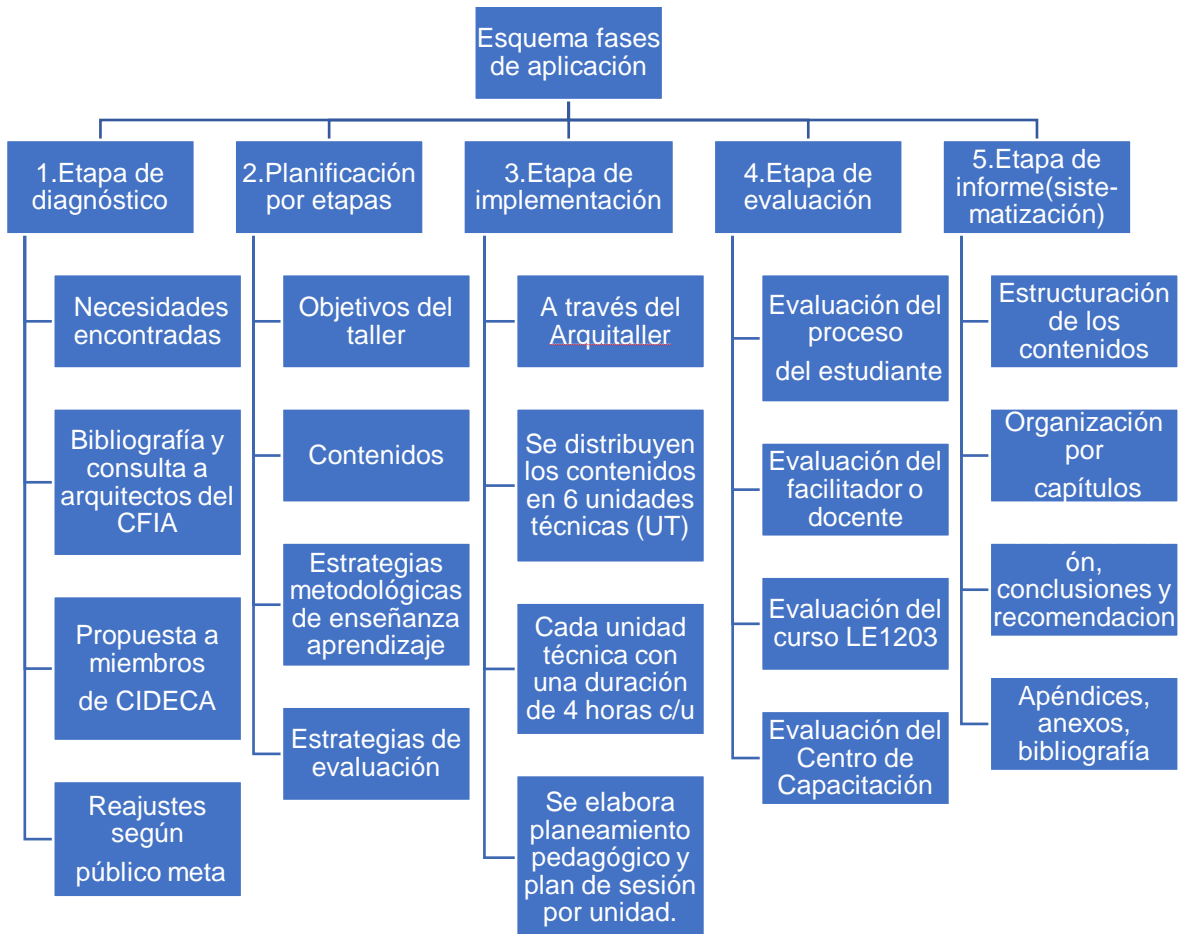 Esquema fases
de aplicación
1.Etapa de
diagnóstico
Necesidades
encontradas
Bibliografía y
consulta a
arquitectos del
CFIA
Propuesta a
miembros
de CIDECA
Reajustes
según
público meta
2.Planificación
por etapas
Objetivos del
taller
Contenidos
Estrategias
metodológicas
de enseñanza
aprendizaje
Estrategias de
evaluación
3.Etapa de
implementación
A través del
Arquitaller
Se distribuyen
los contenidos
en 6 unidades
técnicas (UT)
Cada unidad
técnica con
una duración
de 4 horas c/u
Se elabora
planeamiento
pedagógico y
plan de sesión
por unidad.
4.Etapa de
evaluación
Evaluación del
proceso
del estudiante
Evaluación del
facilitador o
docente
Evaluación del
curso LE1203
Evaluación del
Centro de
Capacitación
5.Etapa de
informe(siste-
matización)
Estructuración
de los
contenidos
Organización
por
capítulos
ón,
conclusiones y
recomendacion
Apéndices,
anexos,
bibliografía